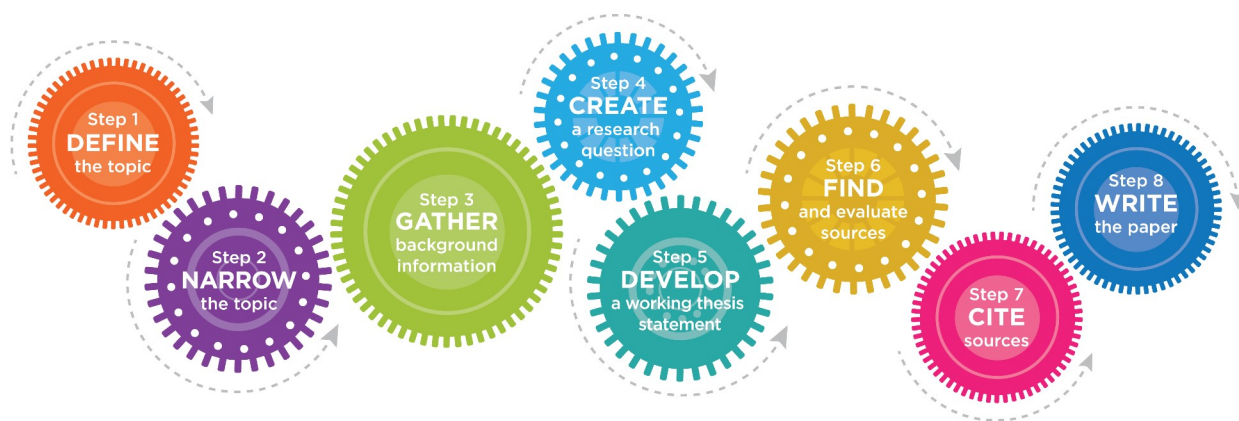 Step 1
DEFINE
the topic
Step 2
NARROW
the topic
Step 3
GATHER
background
information
Step 4
CREATE
a research
question
Step 5
DEVELOP
a working thesis
statement
Step 6
FIND
and evaluate
sources
Step 7
CITE
sources
Step 8
WRITE
the paper